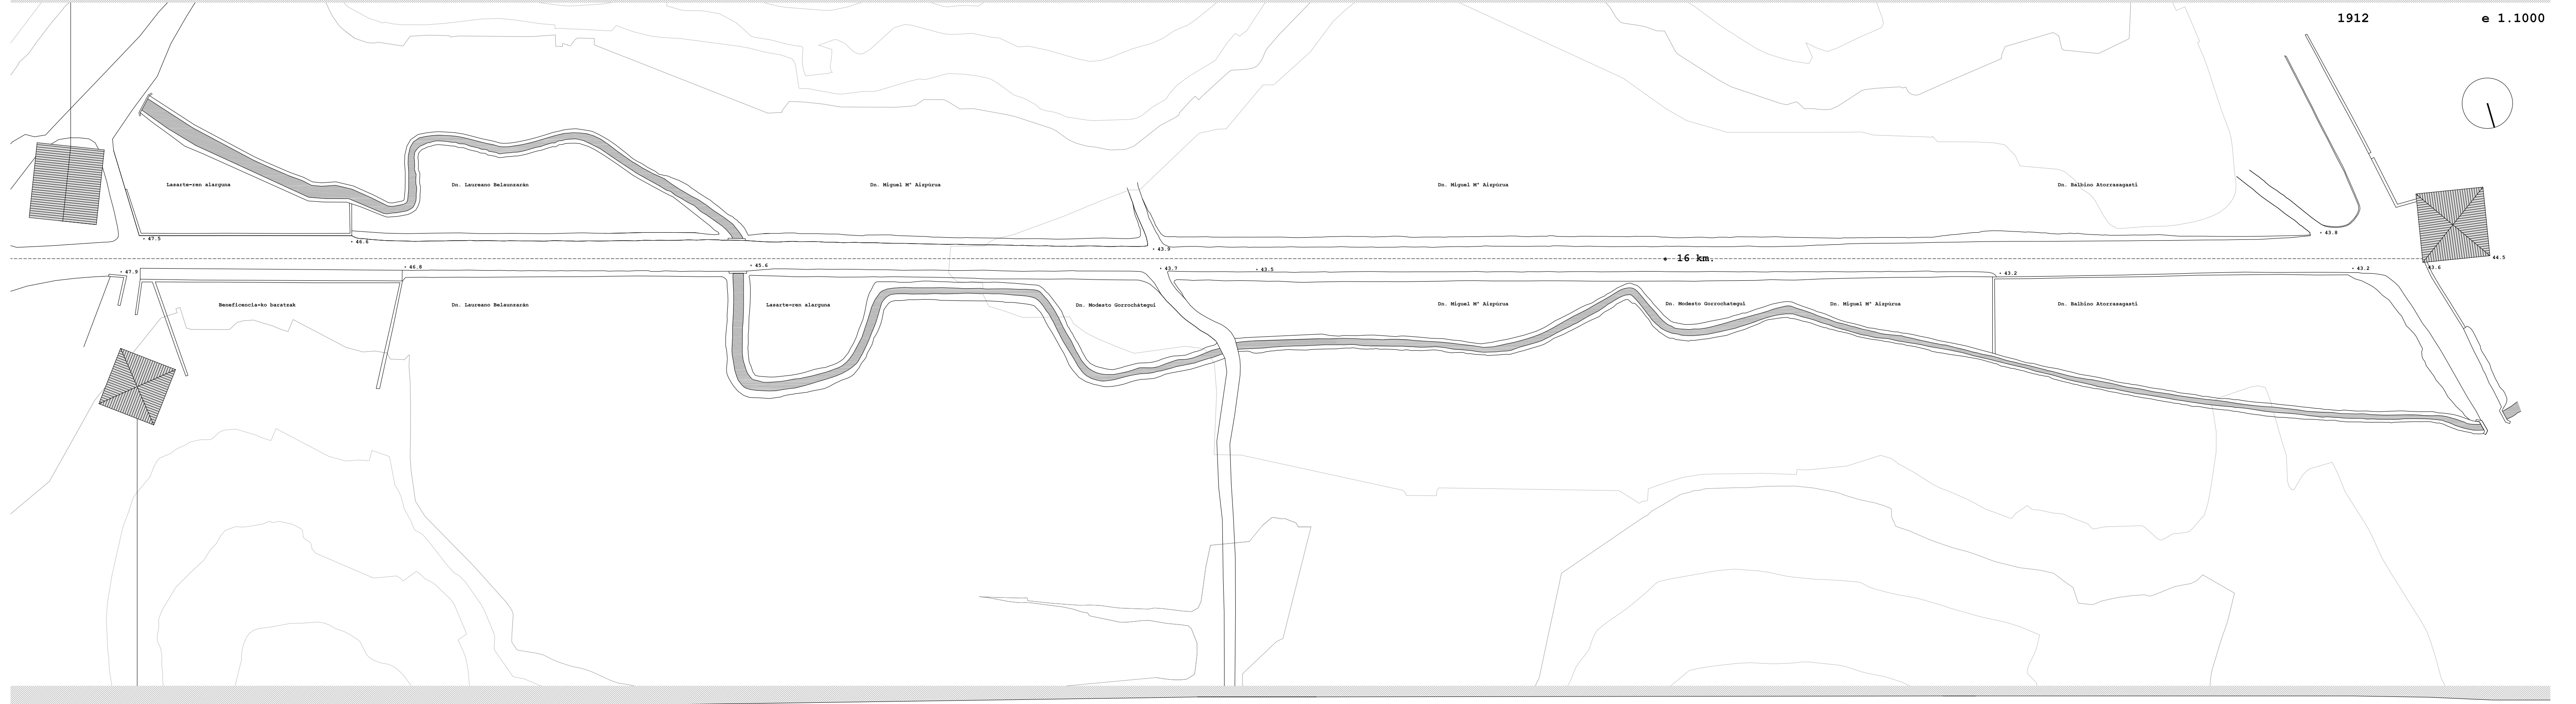 1912
e 1.1000
Lasarte-ren alarguna
Dn. Laureano Belaunzarán
Dn. Miguel Mª Aizpúrua
Dn. Miguel Mª Aizpúrua
Dn. Balbino Atorrasagasti
47.5
46.6
43.9
43.8
16 km.
44.5
47.9
46.8
45.6
43.7
43.5
43.2
43.2
43.6
Beneficencia-ko baratzak
Dn. Laureano Belaunzarán
Lasarte-ren alarguna
Dn. Modesto Gorrochátegui
Dn. Miguel Mª Aizpúrua
Dn. Modesto Gorrochategui
Dn. Miguel Mª Aizpúrua
Dn. Balbino Atorrasagasti